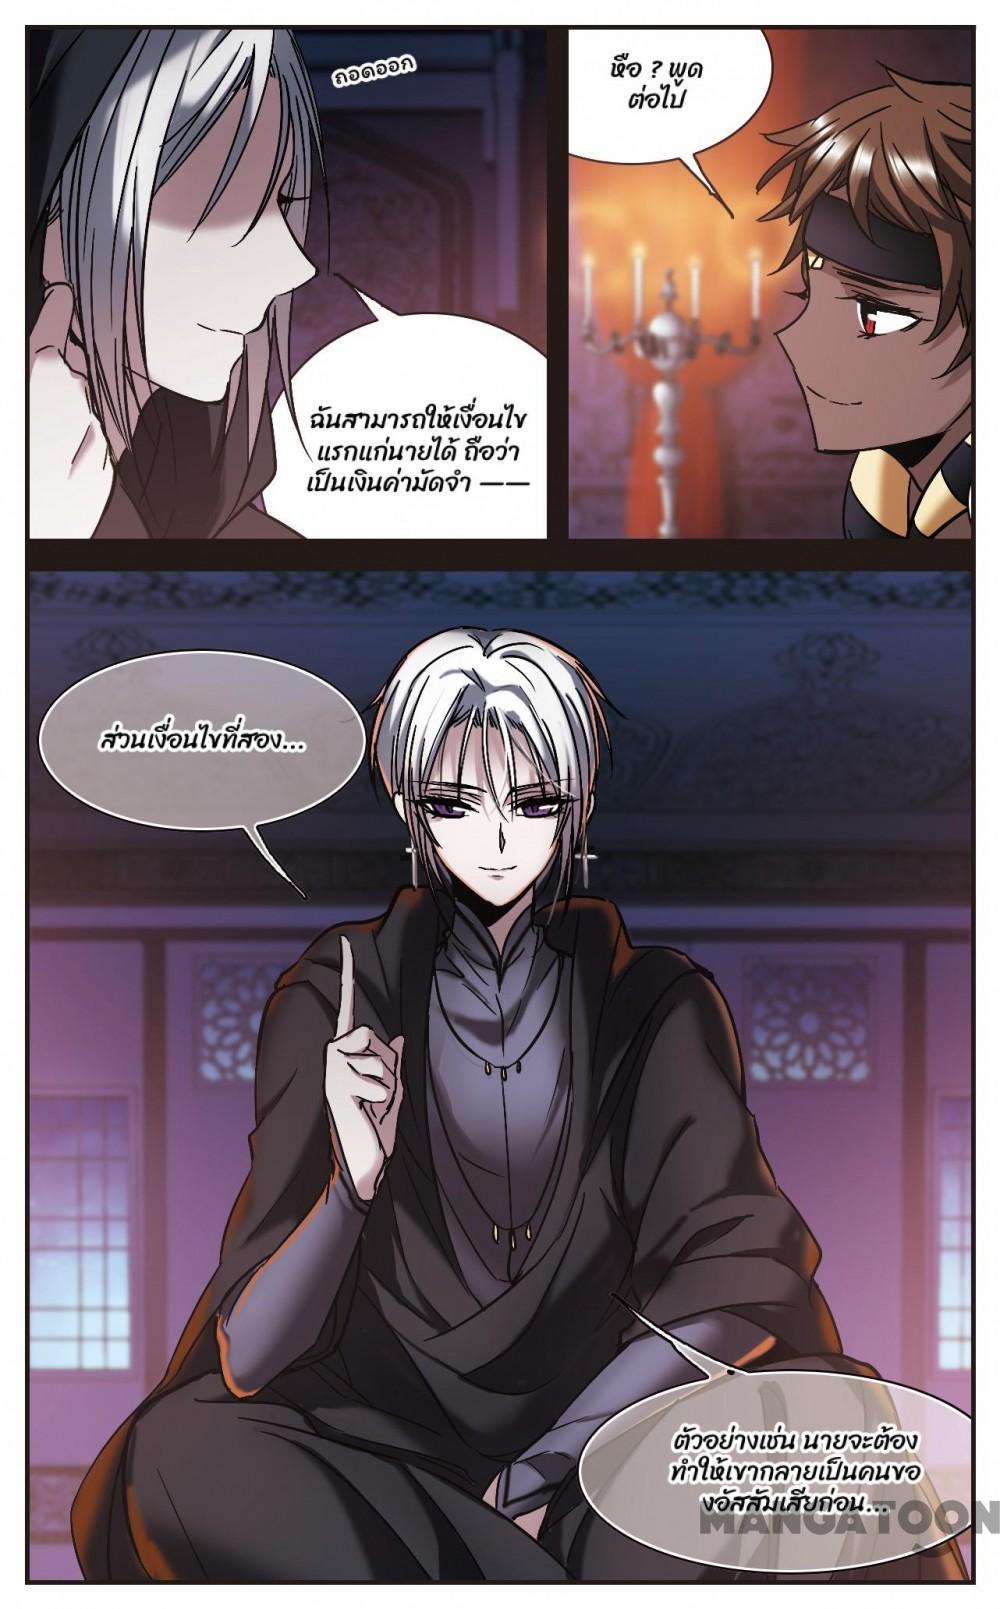 ถอดออก
ฉันสามารถให้เงื่อนไข
แรกแก่นายได้ ถือว่า
เป็นเงินค่ามัดจำ ——
หือ ? พูด
ต่อไป
ส่วนเงื่อนไขที่สอง...
ตัวอย่างเช่น นายจะต้อง
ทำให้เขากลายเป็นคนขอ
งอัสสัมเสียก่อน...
MANGATOON